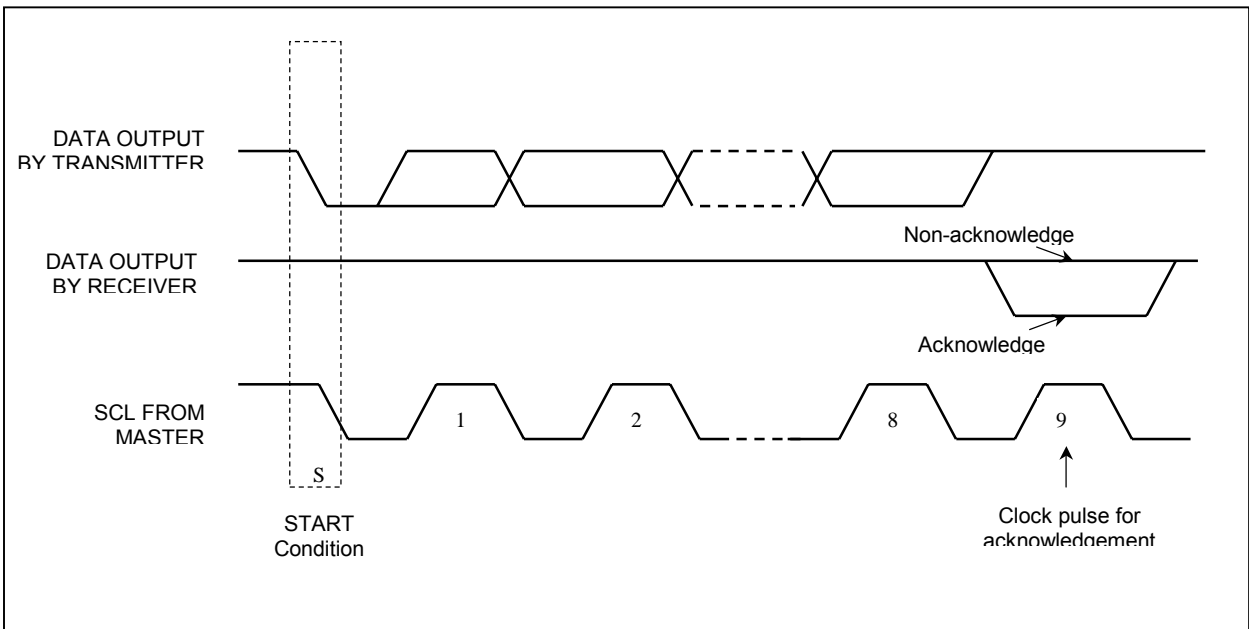 DATA OUTPUT
BY TRANSMITTER
Non-acknowledge
DATA OUTPUT
BY RECEIVER
Acknowledge
SCL FROM
MASTER
1
2
8
9
S
START
Condition
Clock pulse for
acknowledgement